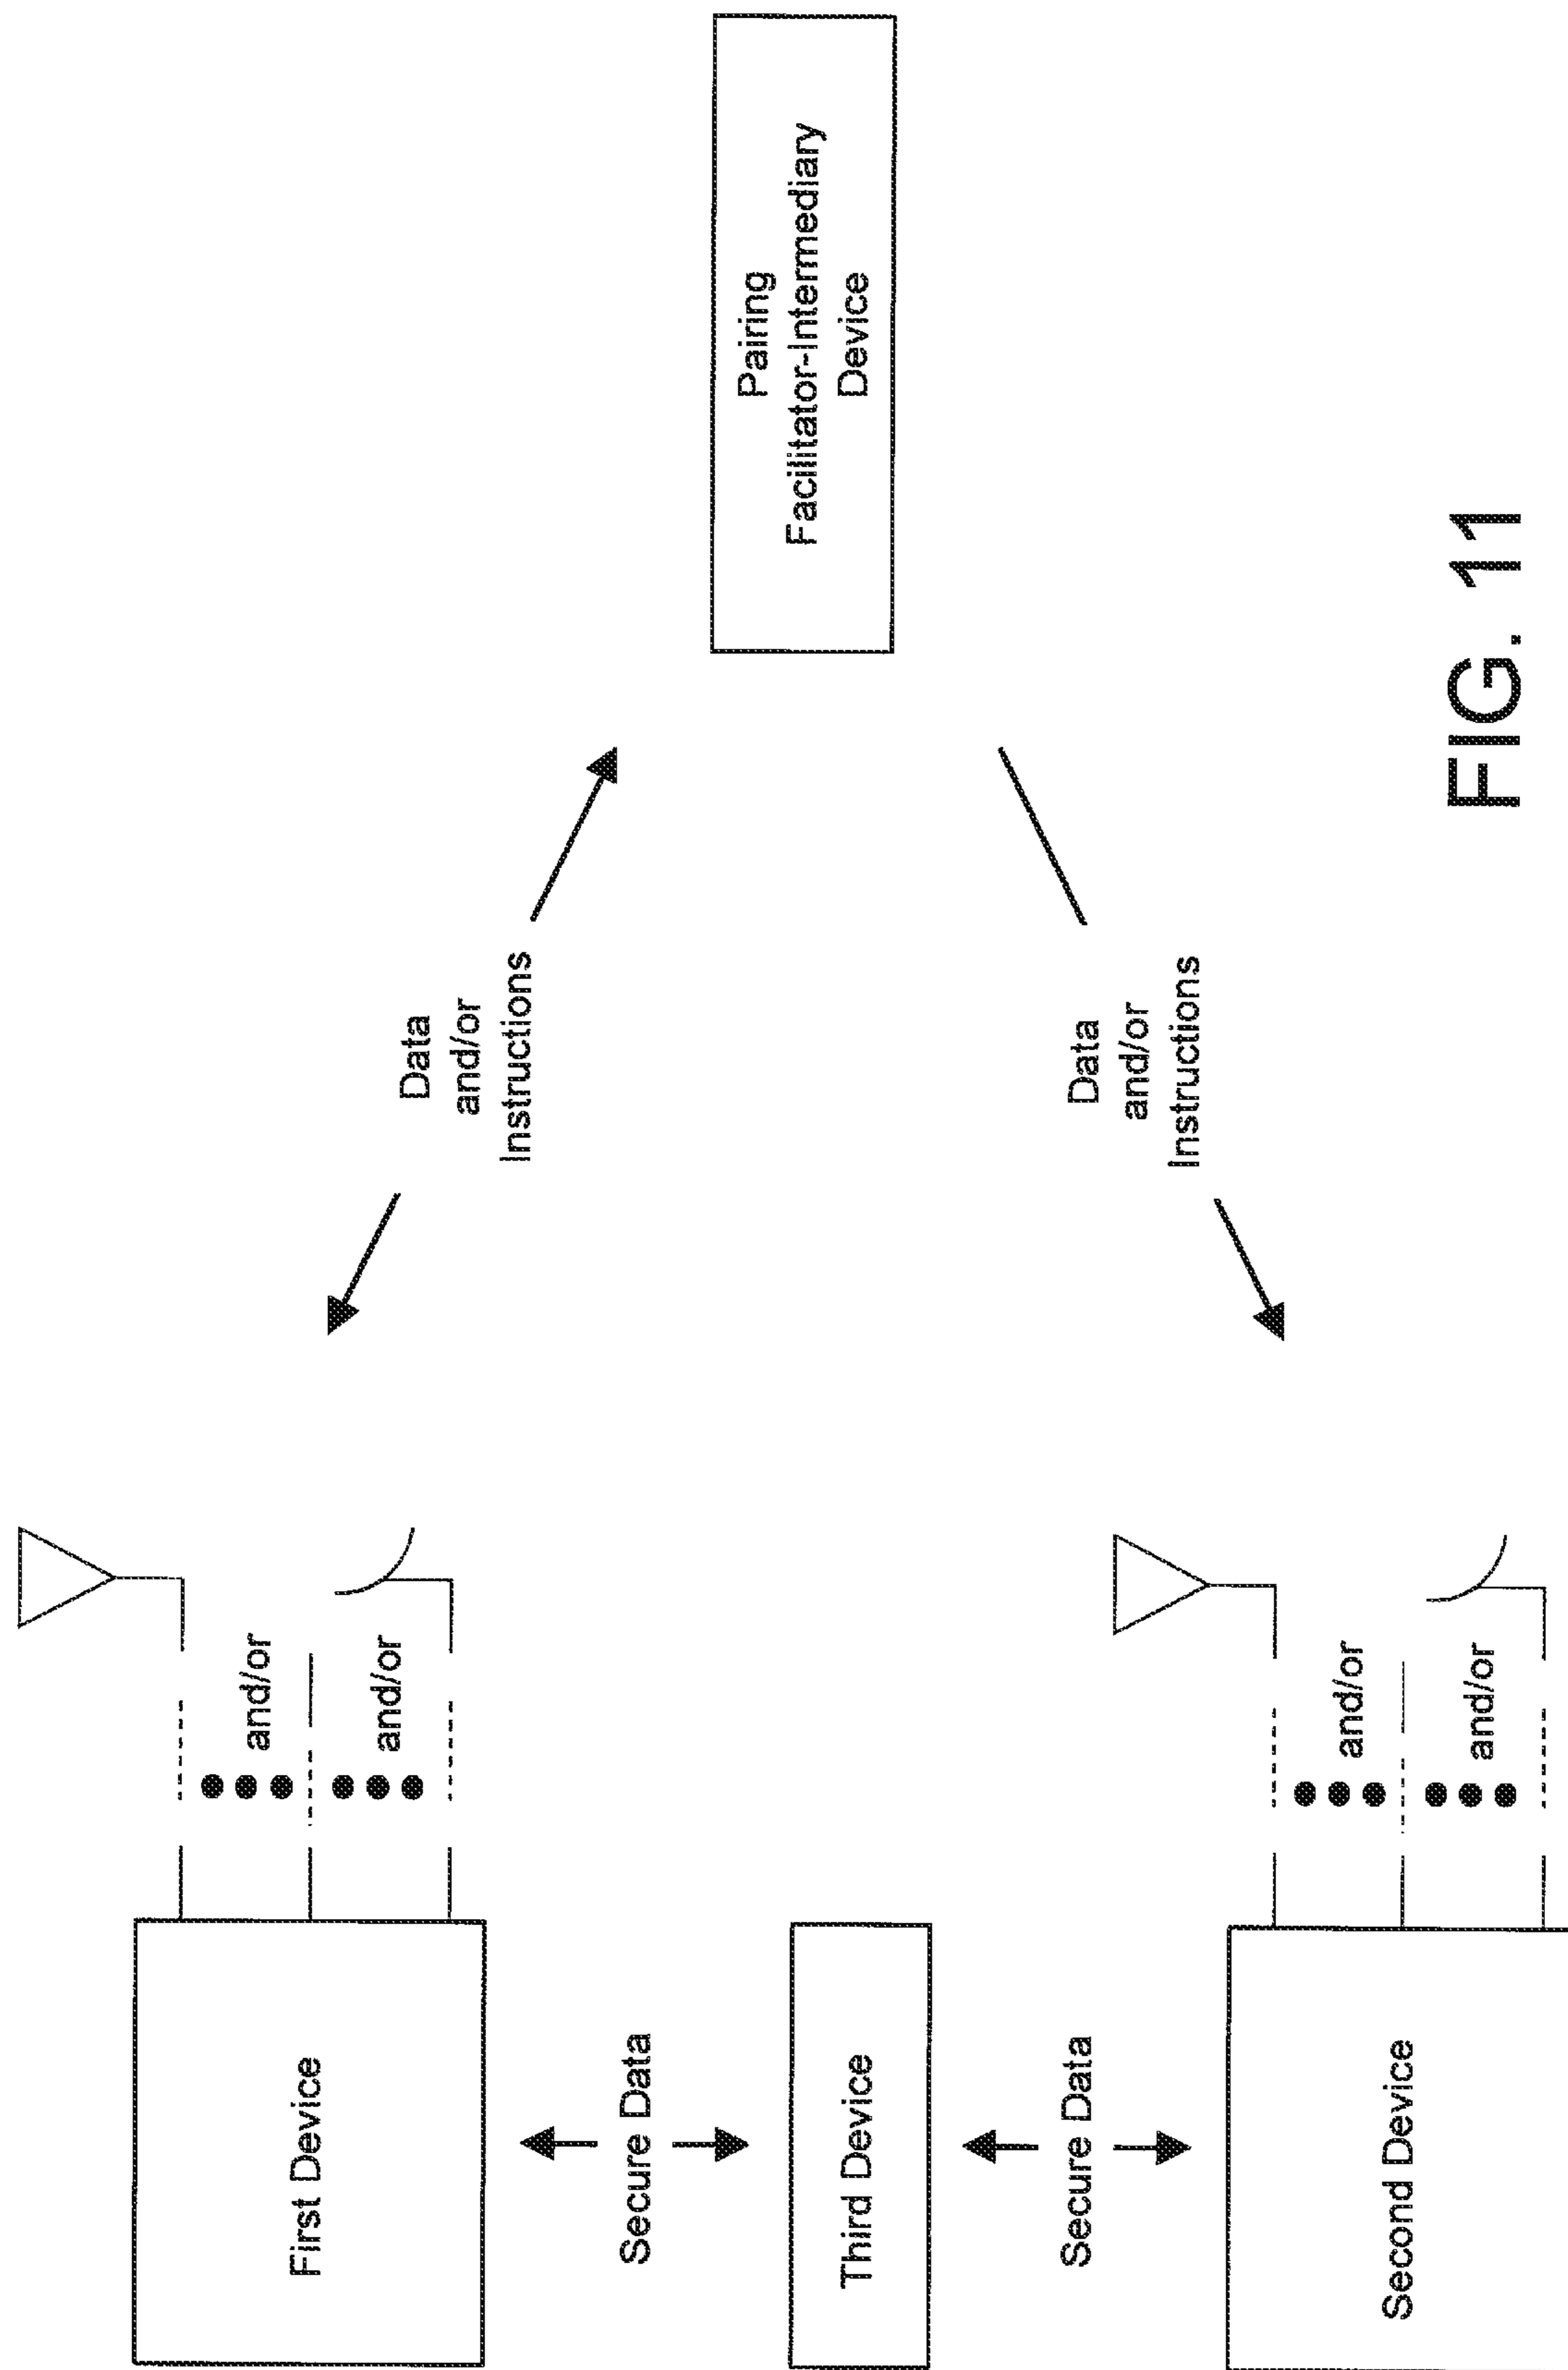 Pairing
Facilitator-Intermediary
Device
Data
and/or
Instructions
Data
and/or
Instructions
and/or
and/or
and/or
and/or
First Device
Secure Data
Third Device
Secure Data
Second Device
FIG. 11